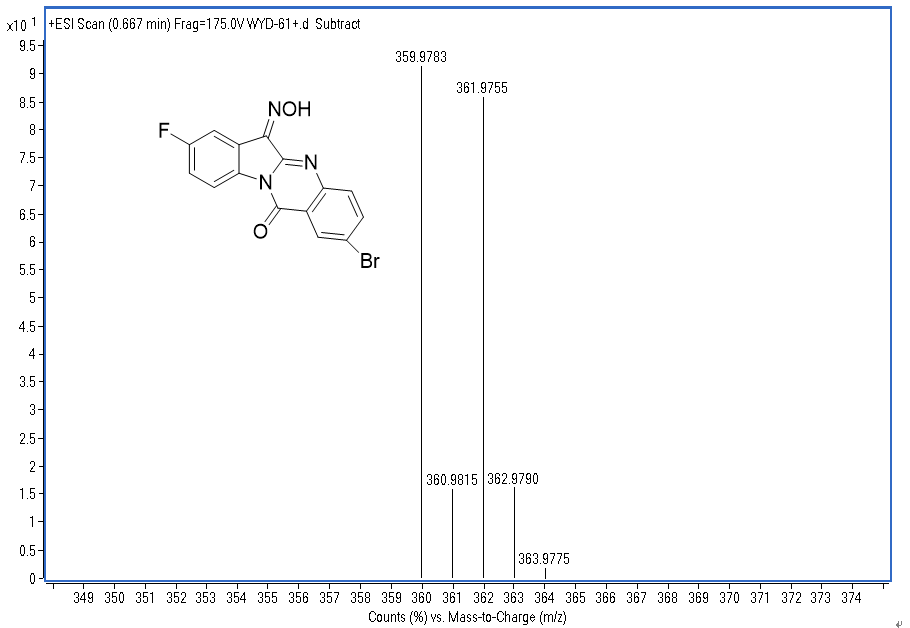 x10 1
+ESI Scan (0.667 min) Frag=175.0V WYD-61+.d Subtract
9.5
9
8.5
8
7.5
7
6.5
6
5.5
5
4.5
4
3.5
3
2.5
2
1.5
1
0.5
0
359.9783
361.9755
360.9815
362.9790
363.9775
NOH
F
N
N
O
Br
349 350 351 352 353 354 355 356 357 358 359 360 361 362 363 364 365 366 367 368 369 370 371 372 373 374
Counts (%) vs. Mass-to-Charge (m/z)